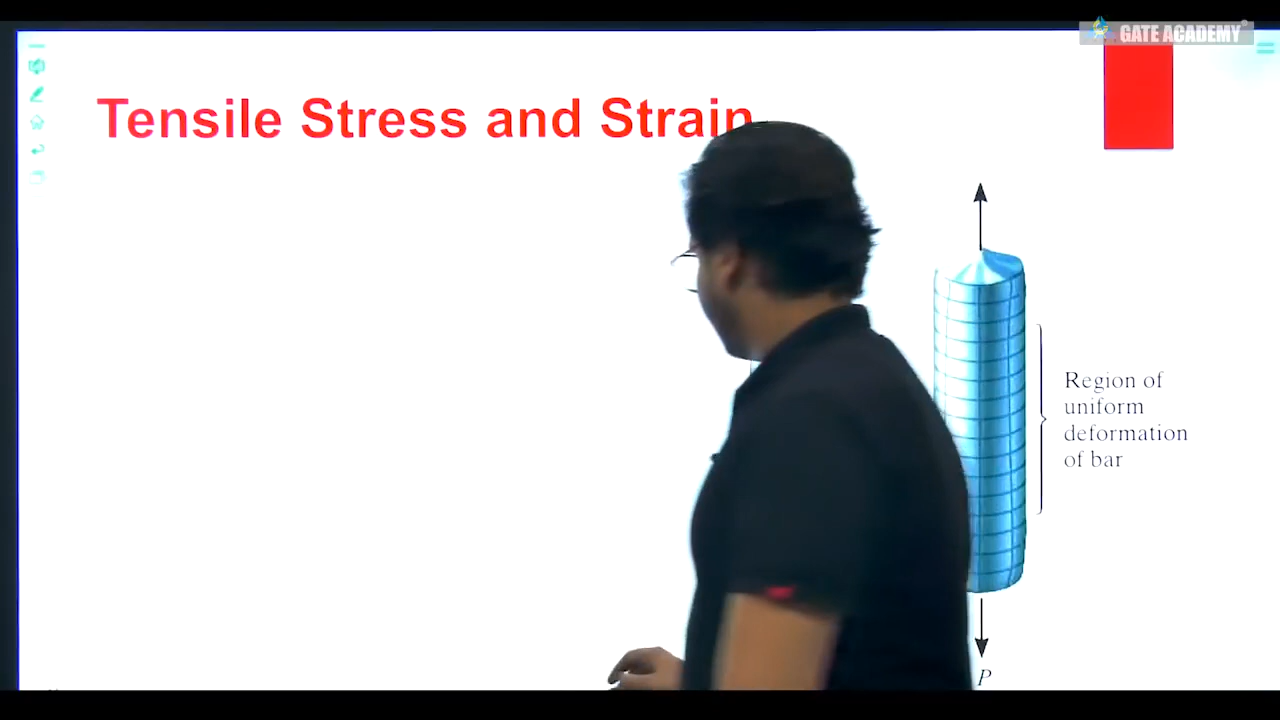 GATE ACADEMY®
Tensile Stress and Strain
Region of
uniform
deformation
of bar
P